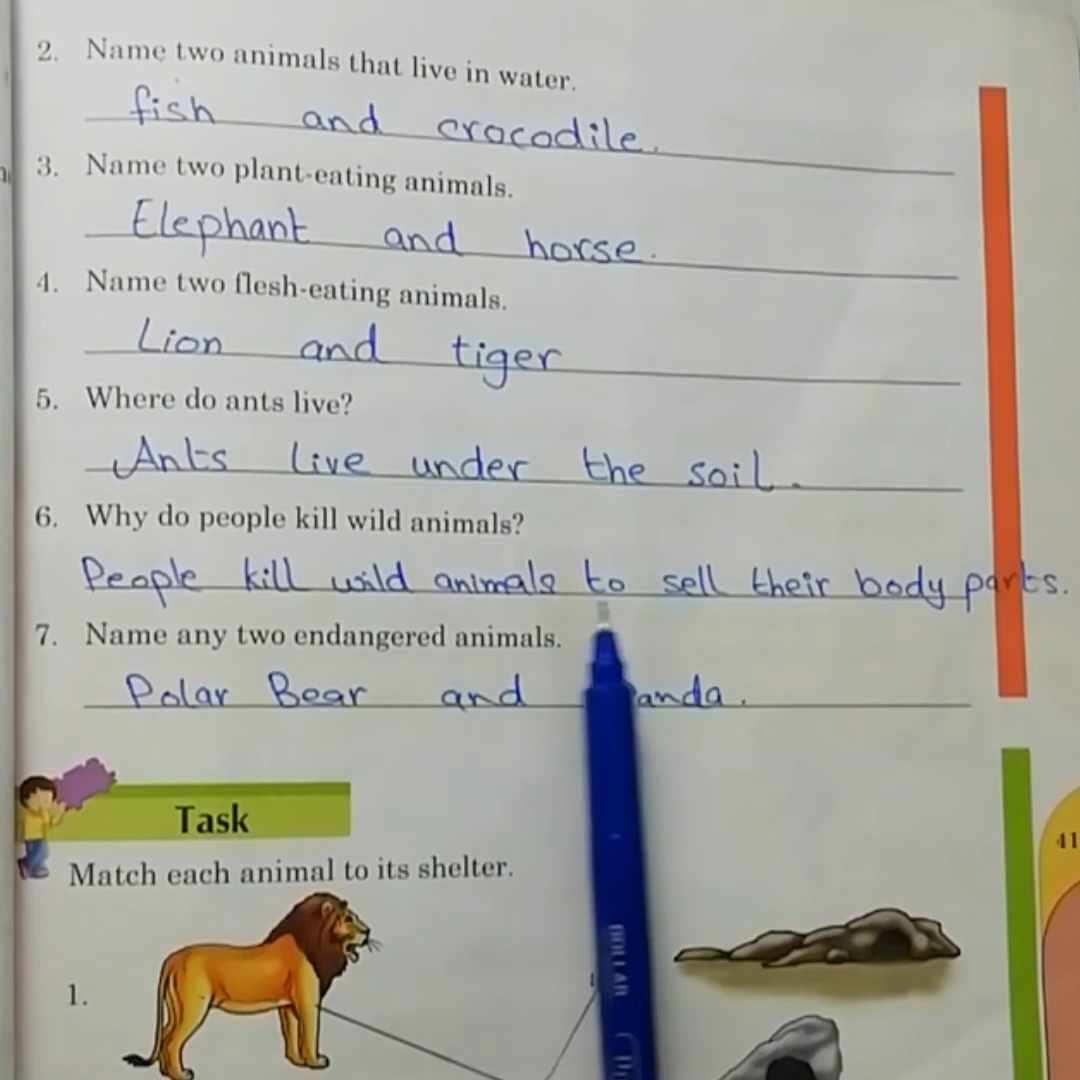 2. Name two animals that live in water.
fish and crocodile.
3. Name two plant-eating animals.
Elephant and horse.
4. Name two flesh-eating animals.
Lion and tiger
5. Where do ants live?
Ants live under the soil.
6. Why do people kill wild animals?
People kill wild animals to sell their body parts.
7. Name any two endangered animals.
Polar Bear and anda.
Task
Match each animal to its shelter.
41
1.
DOLLAR